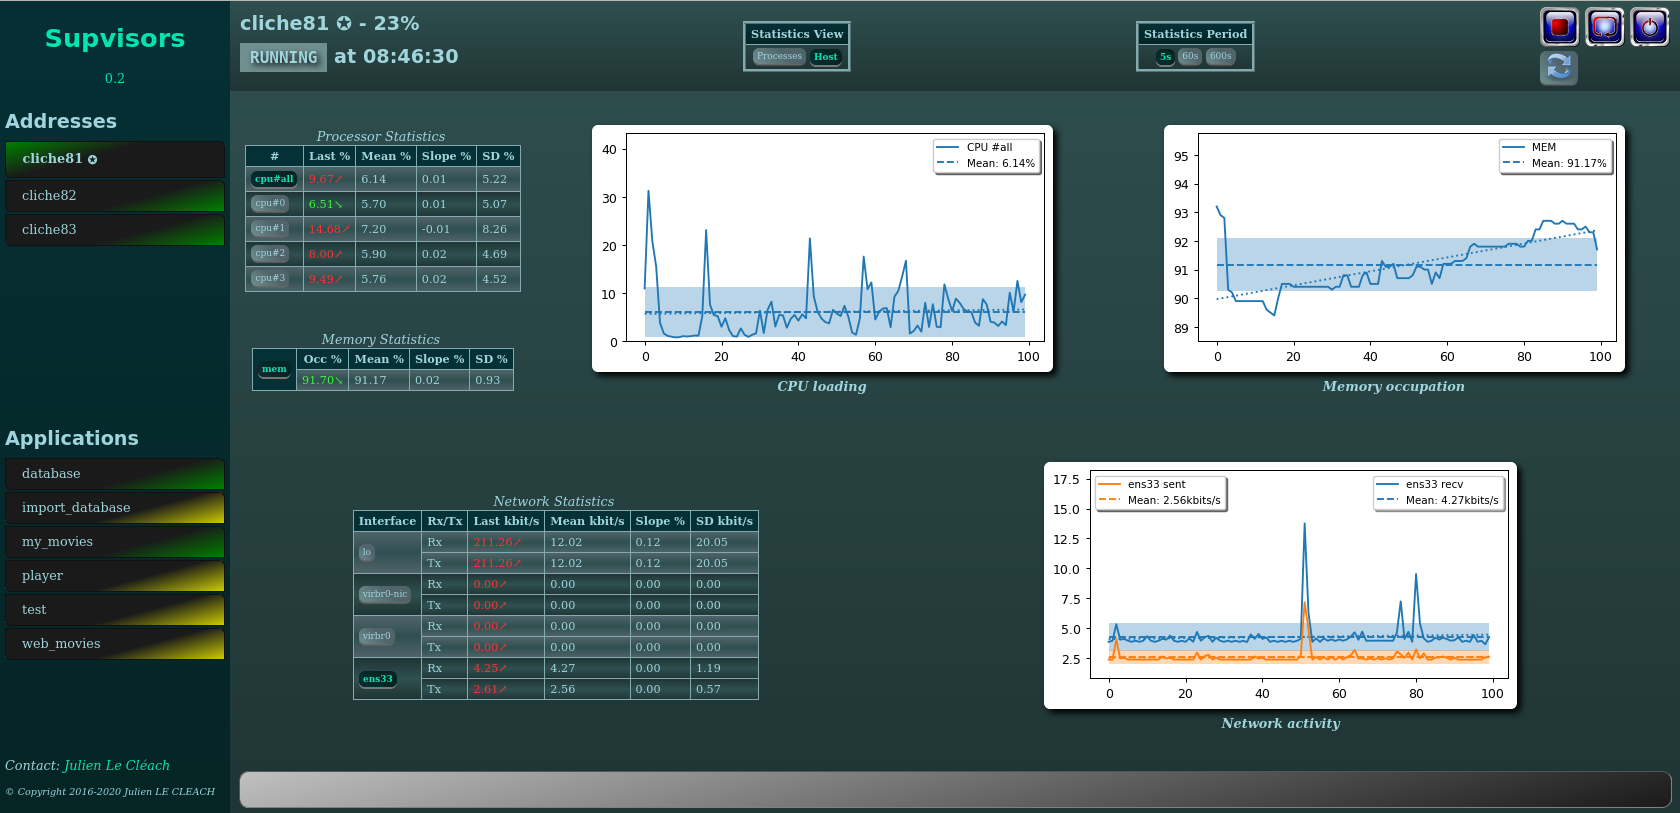 Supvisors
0.2
Addresses
cliche81 ✪
cliche82
cliche83
Applications
database
import_database
my_movies
player
test
web_movies
Contact: Julien Le Cléach
© Copyright 2016-2020 Julien LE CLEACH
cliche81 ✪ - 23%
RUNNING at 08:46:30
Statistics View
Processes Host
Statistics Period
5s 60s 600s
Processor Statistics
# Last % Mean % Slope % SD %
cpu#all 9.67↗ 6.14 0.01 5.22
cpu#0 6.51↘ 5.70 0.01 5.07
cpu#1 14.68↗ 7.20 -0.01 8.26
cpu#2 8.00↗ 5.90 0.02 4.69
cpu#3 9.49↗ 5.76 0.02 4.52
Memory Statistics
Occ % Mean % Slope % SD %
mem 91.70↘ 91.17 0.02 0.93
CPU #all
Mean: 6.14%
40
30
20
10
0
0 20 40 60 80 100
CPU loading
MEM
Mean: 91.17%
95
94
93
92
91
90
89
0 20 40 60 80 100
Memory occupation
Network Statistics
Interface Rx/Tx Last kbit/s Mean kbit/s Slope % SD kbit/s
lo Rx 211.26↗ 12.02 0.12 20.05
Tx 211.26↗ 12.02 0.12 20.05
virbr0-nic Rx 0.00↗ 0.00 0.00 0.00
Tx 0.00↗ 0.00 0.00 0.00
virbr0 Rx 0.00↗ 0.00 0.00 0.00
Tx 0.00↗ 0.00 0.00 0.00
ens33 Rx 4.25↗ 4.27 0.00 1.19
Tx 2.61↗ 2.56 0.00 0.57
ens33 sent
Mean: 2.56kbits/s
ens33 recv
Mean: 4.27kbits/s
17.5
15.0
12.5
10.0
7.5
5.0
2.5
0 20 40 60 80 100
Network activity